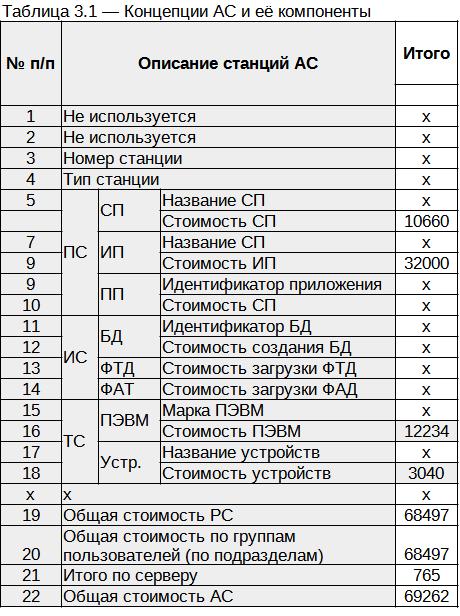 Таблица 3.1 — Концепции АС и её компоненты
№ п/п Описание станций АС Итого
1 Не используется х
2 Не используется х
3 Номер станции х
4 Тип станции х
5 ПС СП Название СП х
Стоимость СП 10660
7 ИП Название СП х
9 Стоимость ИП 32000
9 ПП Идентификатор приложения х
10 Стоимость СП х
11 ИС БД Идентификатор БД х
12 Стоимость создания БД х
13 ФТД Стоимость загрузки ФТД х
14 ФАТ Стоимость загрузки ФАД х
15 ТС ПЭВМ Марка ПЭВМ х
16 Стоимость ПЭВМ 12234
17 Устр. Название устройств х
18 Стоимость устройств 3040
х х х
19 Общая стоимость РС 68497
Общая стоимость по группам
20 пользователей (по подразделам) 68497
21 Итого по серверу 765
22 Общая стоимость АС 69262